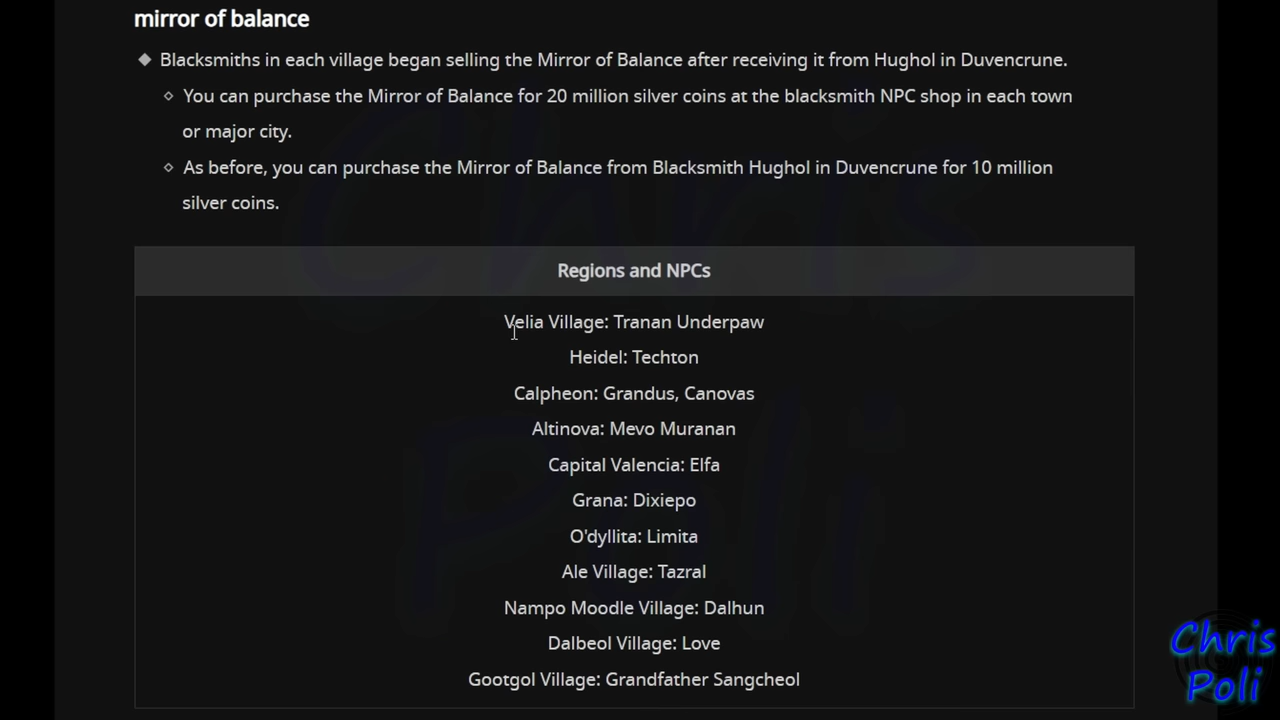 mirror of balance
Blacksmiths in each village began selling the Mirror of Balance after receiving it from Hughol in Duvencrune.
You can purchase the Mirror of Balance for 20 million silver coins at the blacksmith NPC shop in each town
or major city.
As before, you can purchase the Mirror of Balance from Blacksmith Hughol in Duvencrune for 10 million
silver coins.
Regions and NPCs
Velia Village: Tranan Underpaw
Heidel: Techton
Calpheon: Grandus, Canovas
Altinova: Mevo Muranan
Capital Valencia: Elfa
Grana: Dixiepo
O'dyllita: Limita
Ale Village: Tazral
Nampo Moodle Village: Dalhun
Dalbeol Village: Love
Gootgol Village: Grandfather Sangcheol
Chris
Poli
Chris
Poli